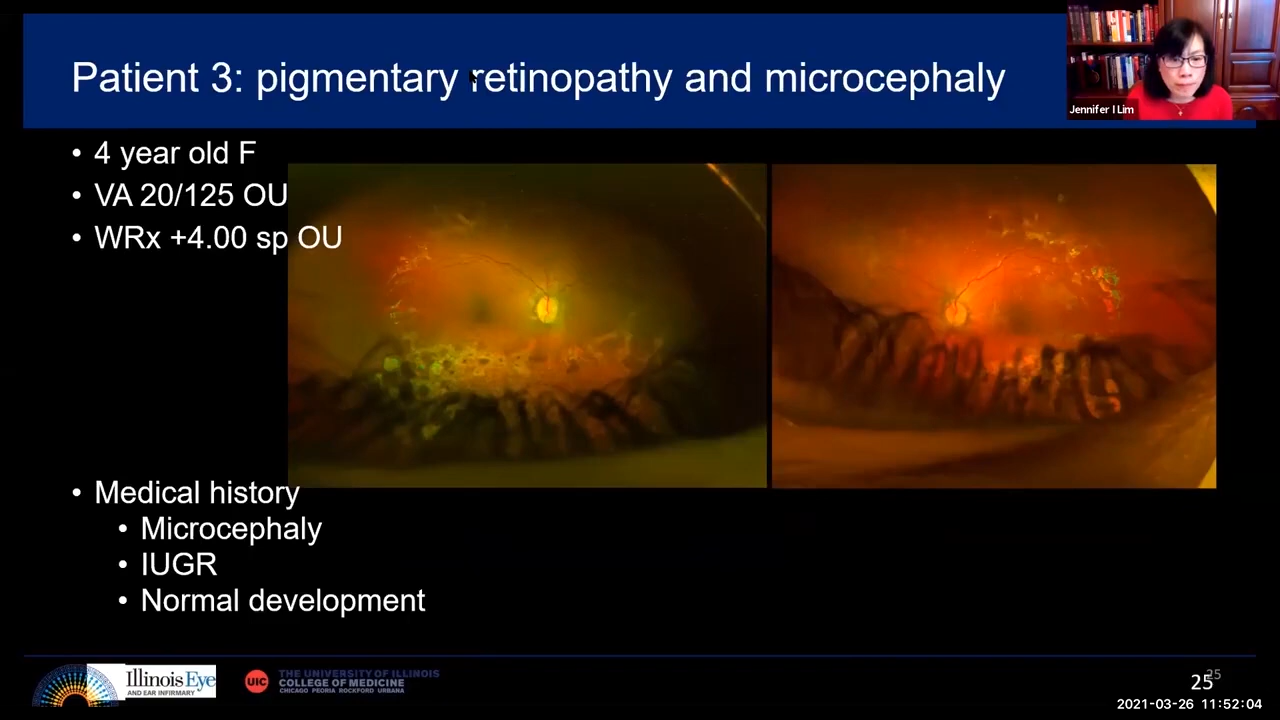 Patient 3: pigmentary retinopathy and microcephaly
Jennifer I Lim
• 4 year old F
• VA 20/125 OU
• WRx +4.00 sp OU
• Medical history
• Microcephaly
• IUGR
• Normal development
Illinois Eye
AND EAR INFIRMARY
UIC
THE UNIVERSITY OF ILLINOIS
COLLEGE OF MEDICINE
CHICAGO PEORIA ROCKFORD URBANA
25
25
2021-03-26 11:52:04